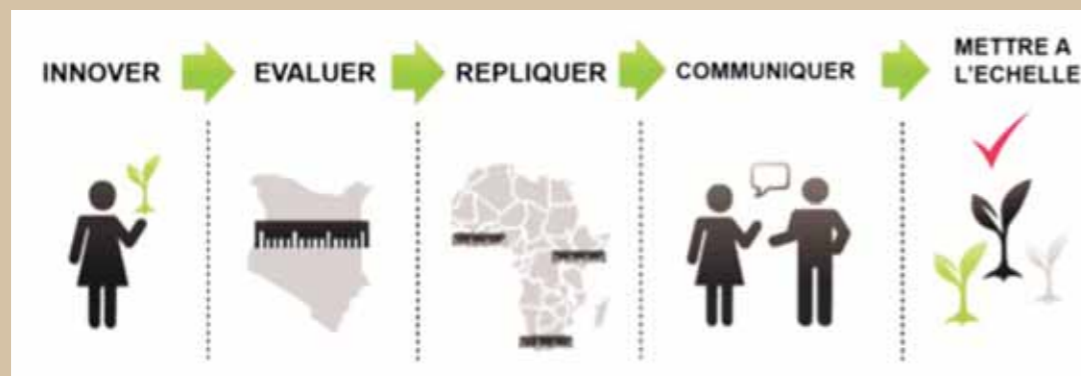 INNOVER
EVALUER
REPLIQUER
COMMUNIQUER
METTRE A
L'ECHELLE